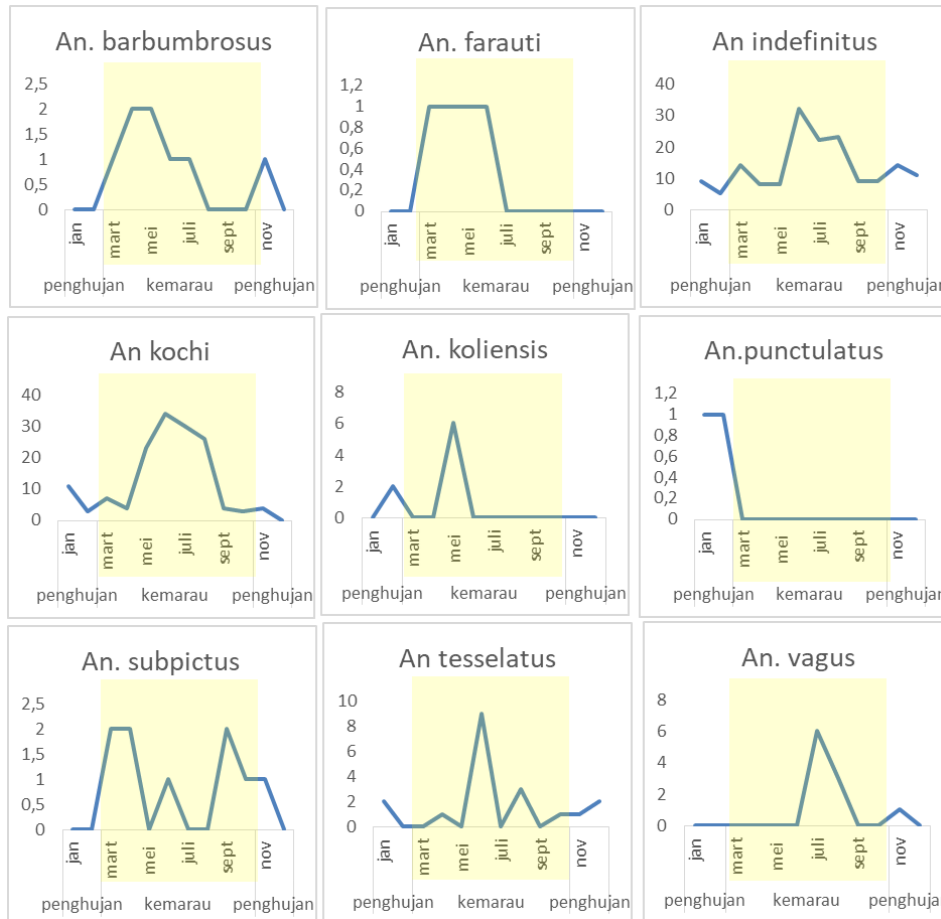 An. barbumbrosus
2,5
2
1,5
1
0,5
0
jan
mart
mei
juli
sept
nov
penghujan kemarau penghujan
An. farauti
1,2
1
0,8
0,6
0,4
0,2
0
jan
mart
mei
juli
sept
nov
penghujan kemarau penghujan
An indefinitus
40
30
20
10
0
jan
mart
mei
juli
sept
nov
penghujan kemarau penghujan
An kochi
40
30
20
10
0
jan
mart
mei
juli
sept
nov
penghujan kemarau penghujan
An. koliensis
8
6
4
2
0
jan
mart
mei
juli
sept
nov
penghujan kemarau penghujan
An.punctulatus
1,2
1
0,8
0,6
0,4
0,2
0
jan
mart
mei
juli
sept
nov
penghujan kemarau penghujan
An. subpictus
2,5
2
1,5
1
0,5
0
jan
mart
mei
juli
sept
nov
penghujan kemarau penghujan
An tesselatus
10
8
6
4
2
0
jan
mart
mei
juli
sept
nov
penghujan kemarau penghujan
An. vagus
8
6
4
2
0
jan
mart
mei
juli
sept
nov
penghujan kemarau penghujan